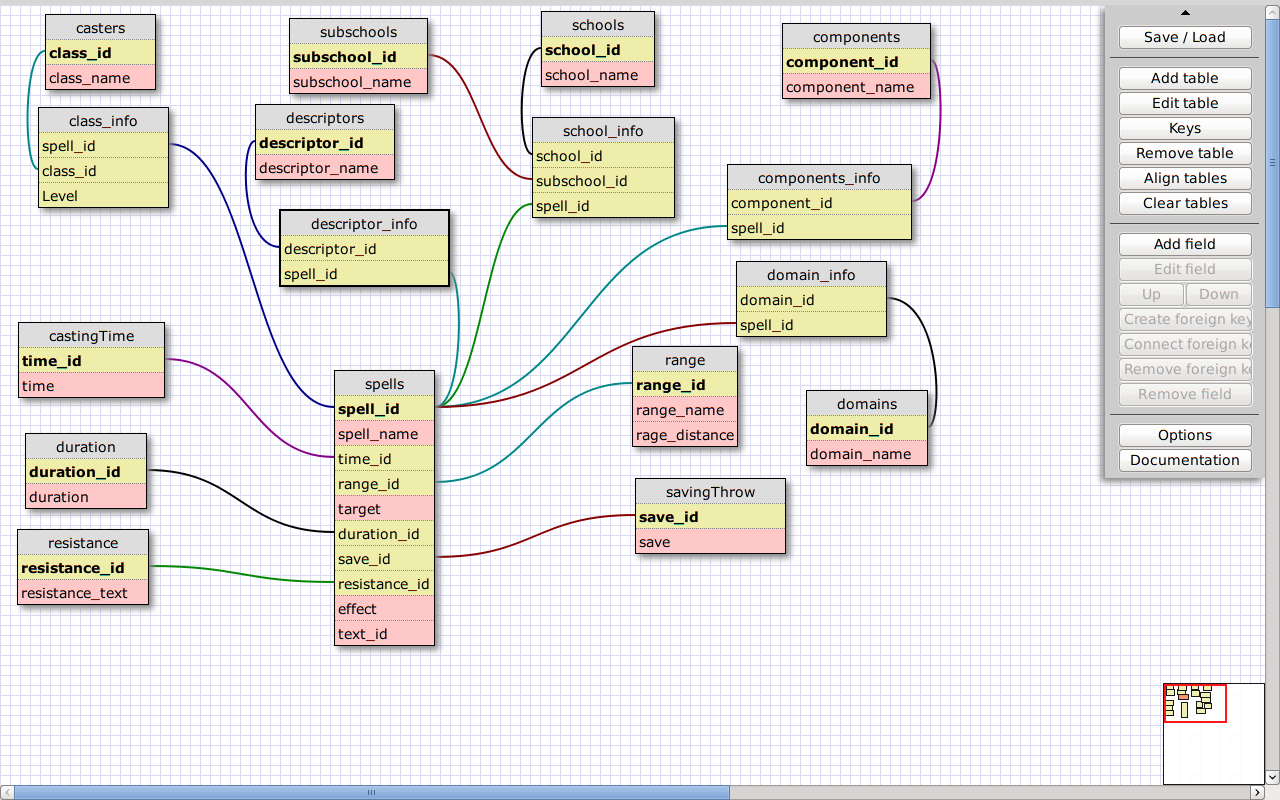 casters
class_id
class_name
class_info
spell_id
class_id
Level
subschools
subschool_id
subschool_name
descriptors
descriptor_id
descriptor_name
descriptor_info
descriptor_id
spell_id
schools
school_id
school_name
school_info
school_id
subschool_id
spell_id
components
component_id
component_name
components_info
component_id
spell_id
domain_info
domain_id
spell_id
domains
domain_id
domain_name
range
range_id
range_name
rage_distance
savingThrow
save_id
save
castingTime
time_id
time
duration
duration_id
duration
resistance
resistance_id
resistance_text
spells
spell_id
spell_name
time_id
range_id
target
duration_id
save_id
resistance_id
effect
text_id
Save / Load
Add table
Edit table
Keys
Remove table
Align tables
Clear tables
Add field
Edit field
Up Down
Create foreign key
Connect foreign k
Remove foreign k
Remove field
Options
Documentation